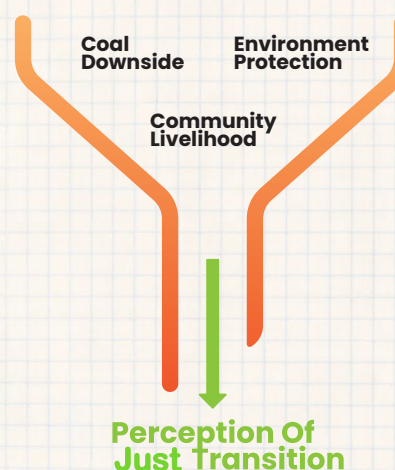 Coal
Downside
Environment
Protection
Community
Livelihood
Perception Of
Just Transition